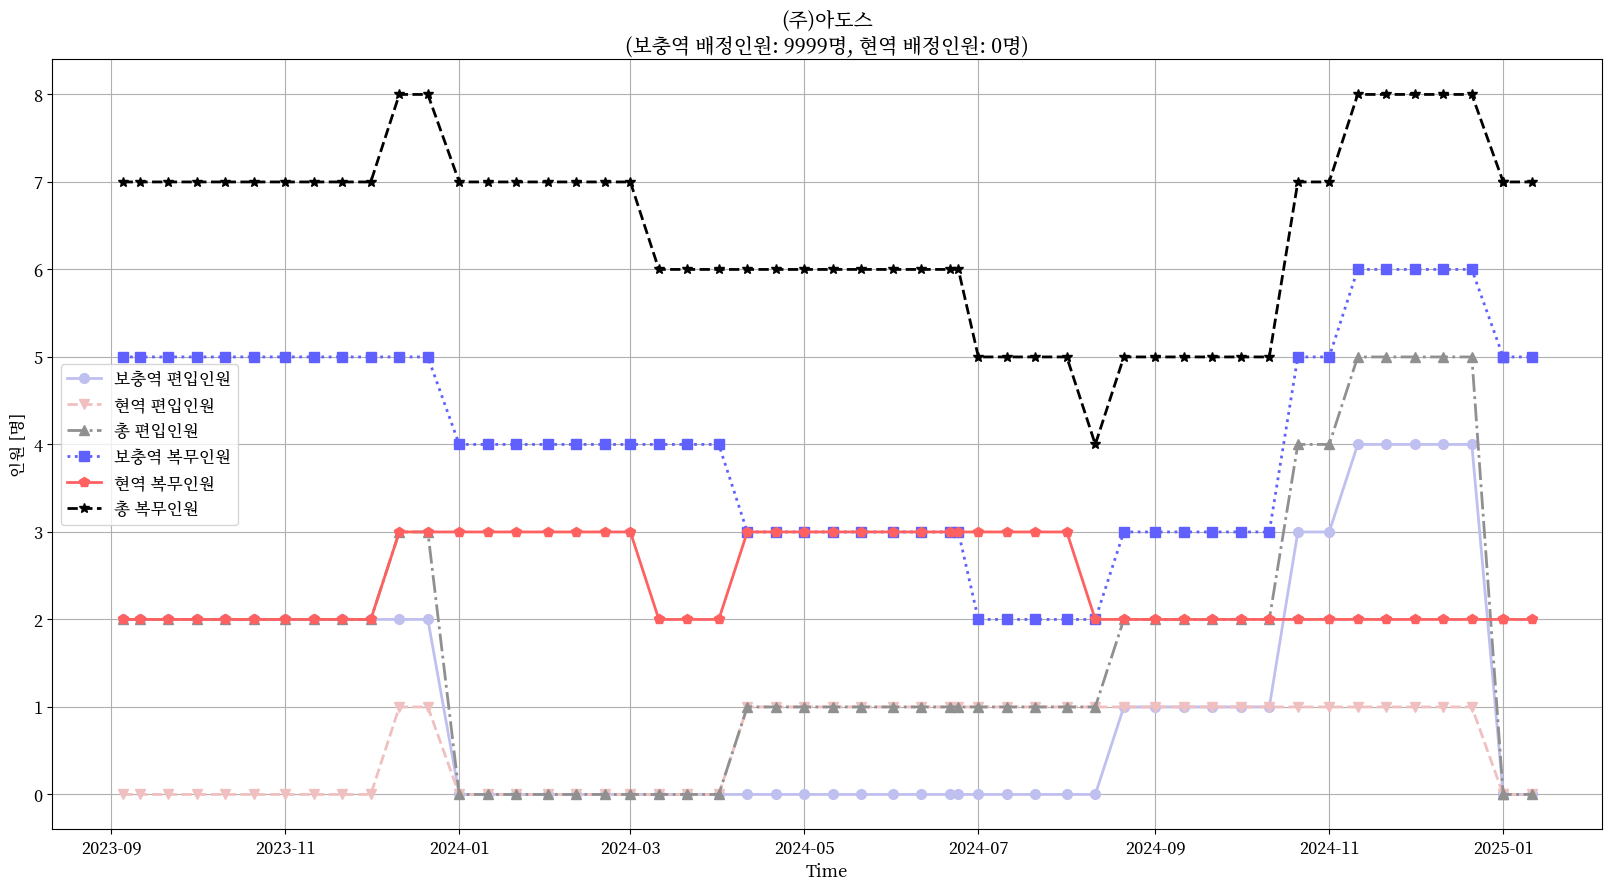 (주)아도스
(보충역 배정인원: 9999명, 현역 배정인원: 0명)
인원 [명]
8
7
6
5
4
3
2
1
0
보충역 편입인원
현역 편입인원
총 편입인원
보충역 복무인원
현역 복무인원
총 복무인원
2023-09 2023-11 2024-01 2024-03 2024-05 2024-07 2024-09 2024-11 2025-01
Time